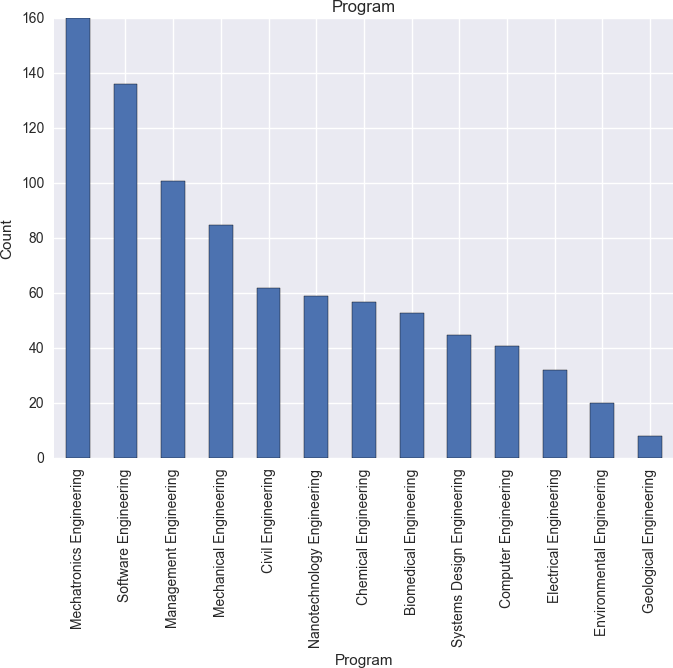 Program
160
140
120
100
80
60
40
20
0
Count
Mechatronics Engineering
Software Engineering
Management Engineering
Mechanical Engineering
Civil Engineering
Nanotechnology Engineering
Chemical Engineering
Biomedical Engineering
Systems Design Engineering
Computer Engineering
Electrical Engineering
Environmental Engineering
Geological Engineering
Program